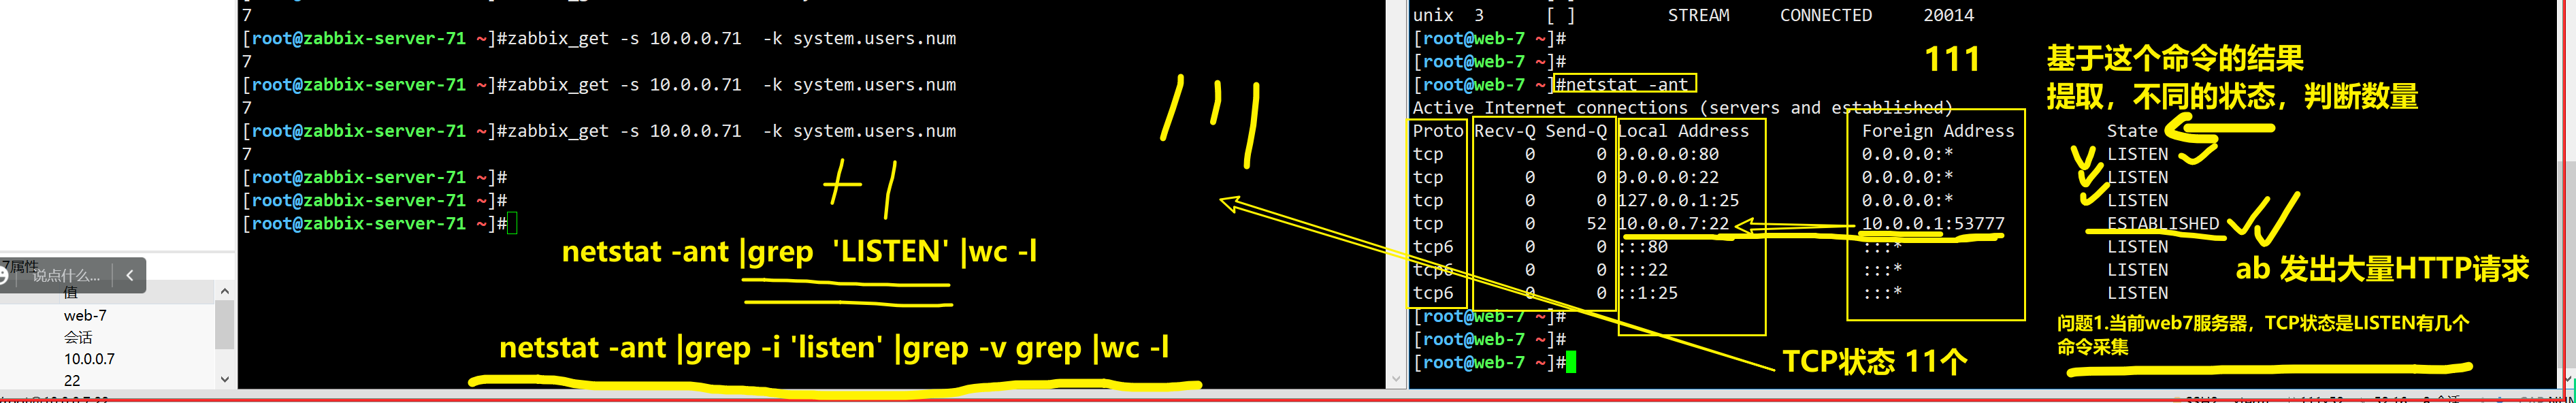 7
[root@zabbix-server-71 ~]#zabbix_get -s 10.0.0.71  -k system.users.num
7
[root@zabbix-server-71 ~]#zabbix_get -s 10.0.0.71  -k system.users.num
7
[root@zabbix-server-71 ~]#zabbix_get -s 10.0.0.71  -k system.users.num
7
[root@zabbix-server-71 ~]#
[root@zabbix-server-71 ~]#
[root@zabbix-server-71 ~]#
+1
netstat -ant |grep  'LISTEN' |wc -l
netstat -ant |grep -i 'listen' |grep -v grep |wc -l
7属性
说点什么...
值
web-7
会话
10.0.0.7
22
unix  3      [ ]         STREAM     CONNECTED     20014
[root@web-7 ~]#
[root@web-7 ~]#
[root@web-7 ~]#netstat -ant
Active Internet connections (servers and established)
Proto Recv-Q Send-Q Local Address           Foreign Address         State
tcp        0      0 0.0.0.0:80              0.0.0.0:*               LISTEN
tcp        0      0 0.0.0.0:22              0.0.0.0:*               LISTEN
tcp        0      0 127.0.0.1:25            0.0.0.0:*               LISTEN
tcp        0     52 10.0.0.7:22             10.0.0.1:53777          ESTABLISHED
tcp6       0      0 :::80                   :::*                    LISTEN
tcp6       0      0 :::22                   :::*                    LISTEN
tcp6       0      0 ::1:25                  :::*                    LISTEN
[root@web-7 ~]#
[root@web-7 ~]#
[root@web-7 ~]#
111
基于这个命令的结果
提取，不同的状态，判断数量
ab 发出大量HTTP请求
问题1.当前web7服务器，TCP状态是LISTEN有几个
命令采集
TCP状态 11个